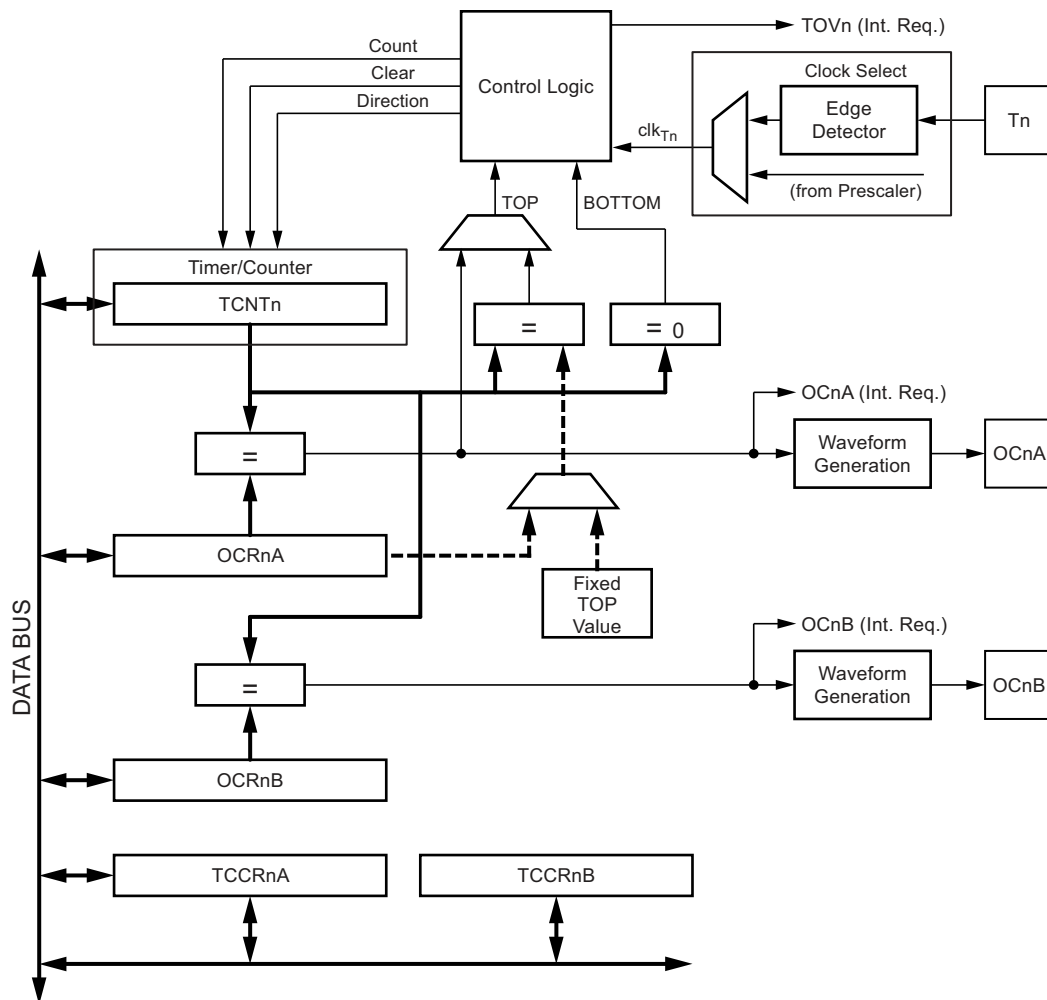 TOVn (Int. Req.)
Count
Clear
Direction
Control Logic
Clock Select
Edge
Detector
Tn
clkTn
(from Prescaler)
TOP
BOTTOM
Timer/Counter
TCNTn
=
= 0
OCnA (Int. Req.)
=
Waveform
Generation
OCnA
OCRnA
Fixed
TOP
Value
OCnB (Int. Req.)
=
Waveform
Generation
OCnB
DATA BUS
OCRnB
TCCRnA
TCCRnB